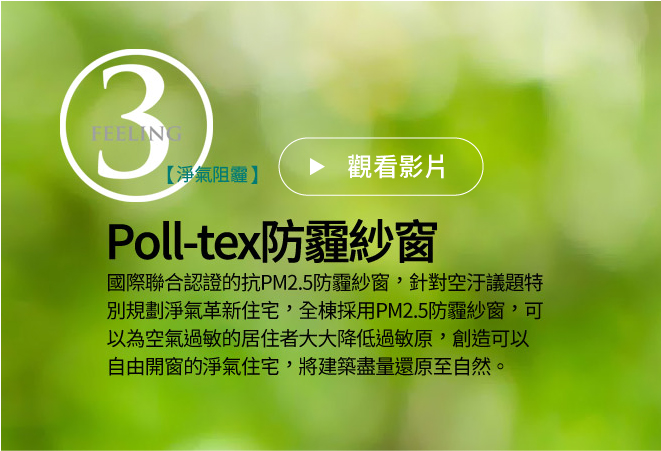 3
FEELING
【淨氣阻霾】
觀看影片
Poll-tex防霾紗窗
國際聯合認證的抗PM2.5防霾紗窗，針對空汙議題特
別規劃淨氣革新住宅，全棟採用PM2.5防霾紗窗，可
以為空氣過敏的居住者大大降低過敏原，創造可以
自由開窗的淨氣住宅，將建築盡量還原至自然。